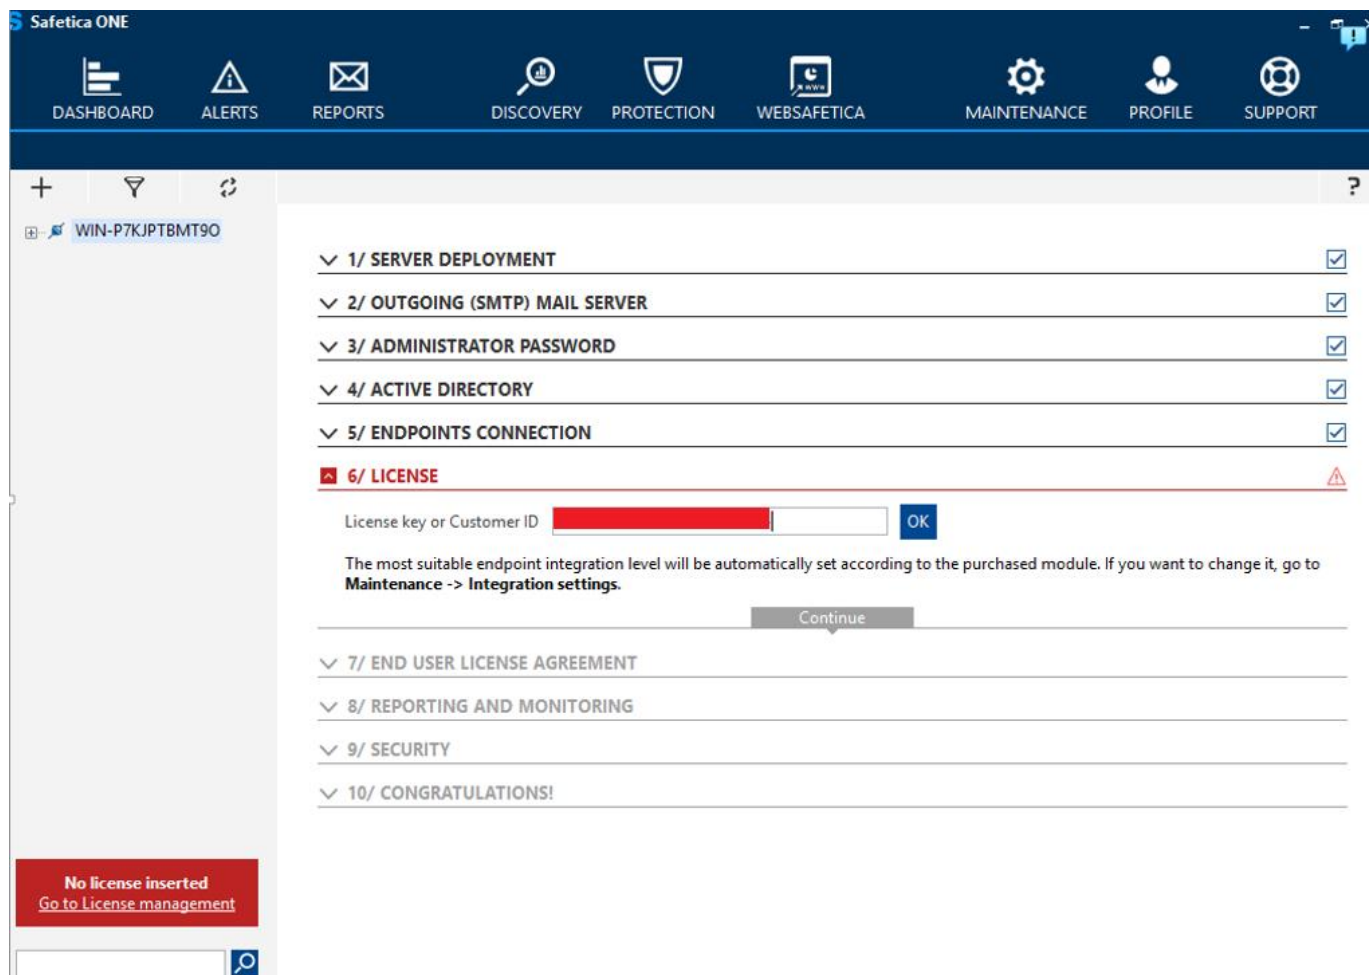 Safetica ONE
DASHBOARD ALERTS REPORTS DISCOVERY PROTECTION WEBSAFETICA MAINTENANCE PROFILE SUPPORT
?
WIN-P7KJPTBMT9O
1/ SERVER DEPLOYMENT
2/ OUTGOING (SMTP) MAIL SERVER
3/ ADMINISTRATOR PASSWORD
4/ ACTIVE DIRECTORY
5/ ENDPOINTS CONNECTION
6/ LICENSE
License key or Customer ID OK
The most suitable endpoint integration level will be automatically set according to the purchased module. If you want to change it, go to
Maintenance -> Integration settings.
Continue
7/ END USER LICENSE AGREEMENT
8/ REPORTING AND MONITORING
9/ SECURITY
10/ CONGRATULATIONS!
No license inserted
Go to License management